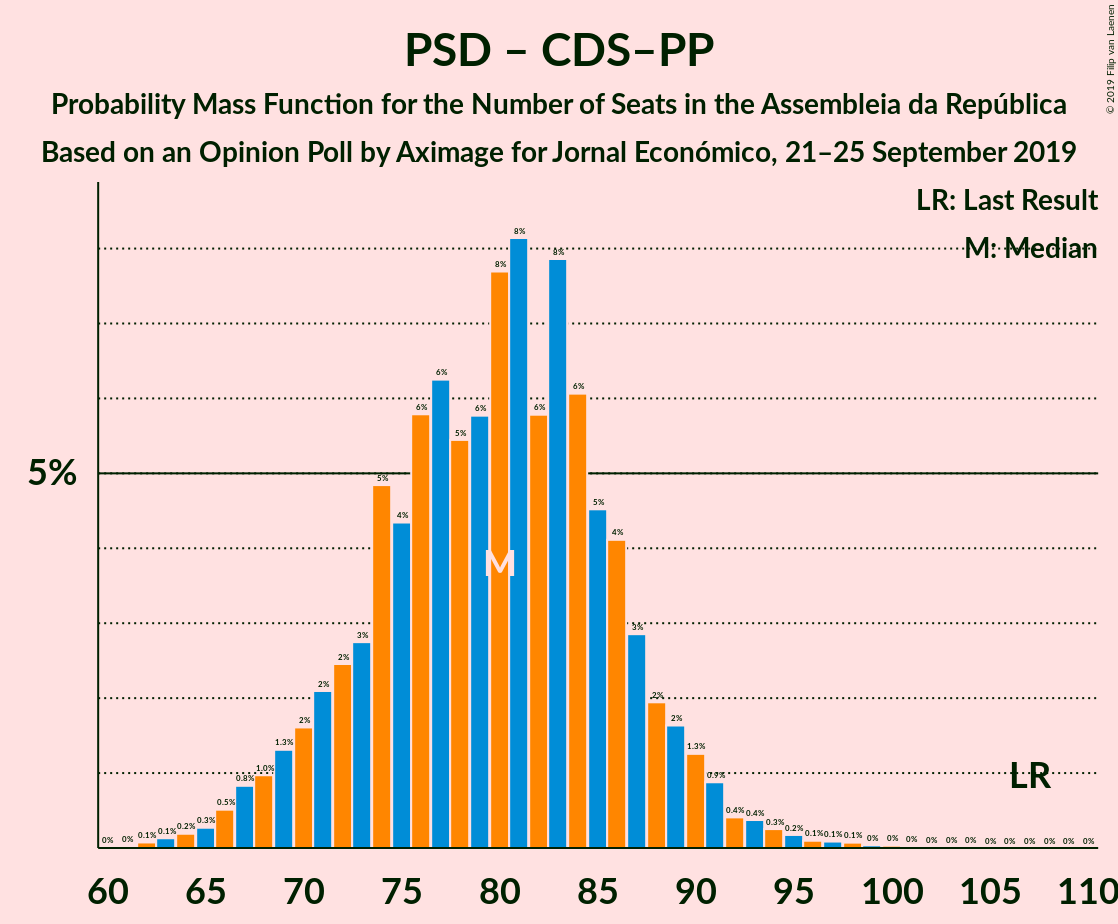 PSD – CDS–PP
Probability Mass Function for the Number of Seats in the Assembleia da República
Based on an Opinion Poll by Aximage for Jornal Económico, 21–25 September 2019
© 2019 Filip van Laenen
LR: Last Result
M: Median
5%
0% 0% 0.1% 0.1% 0.2% 0.3% 0.5% 0.8% 1.0% 1.3% 2% 2% 2% 3% 5% 4% 6% 6% 5% 6% 8% 8% 6% 8% 6% 5% 4% 3% 2% 2% 1.3% 0.9% 0.4% 0.4% 0.3% 0.2% 0.1% 0.1% 0.1% 0% 0% 0% 0% 0% 0% 0% 0% 0% 0% 0% 0%
M
LR
60 65 70 75 80 85 90 95 100 105 110